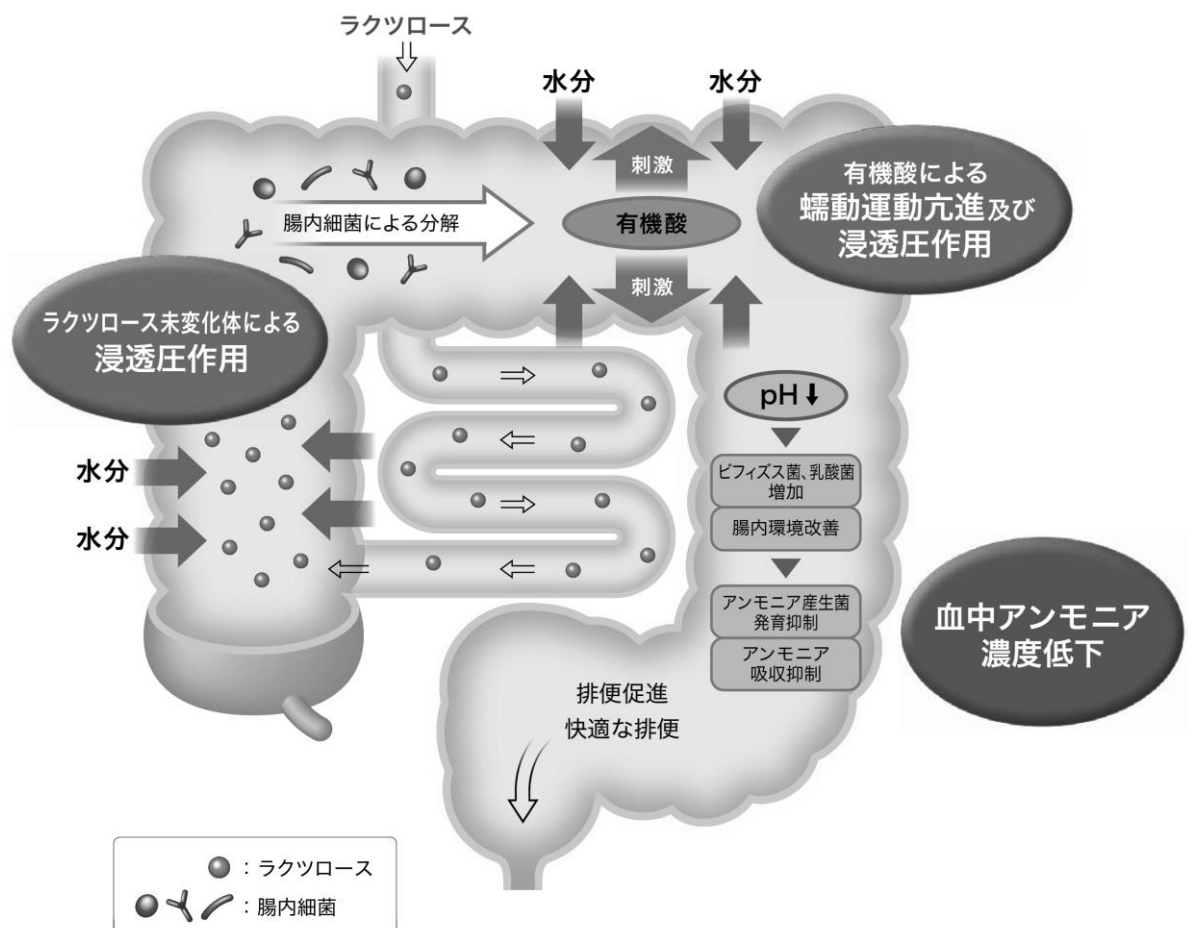 ラクツロース
水分
水分
刺激
有機酸
刺激
腸内細菌による分解
有機酸による
蠕動運動亢進及び
浸透圧作用
ラクツロース未変化体による
浸透圧作用
水分
水分
pH⬇
ビフィズス菌、乳酸菌
増加
腸内環境改善
アンモニア産生菌
発育抑制
アンモニア
吸収抑制
血中アンモニア
濃度低下
排便促進
快適な排便
：ラクツロース
：腸内細菌